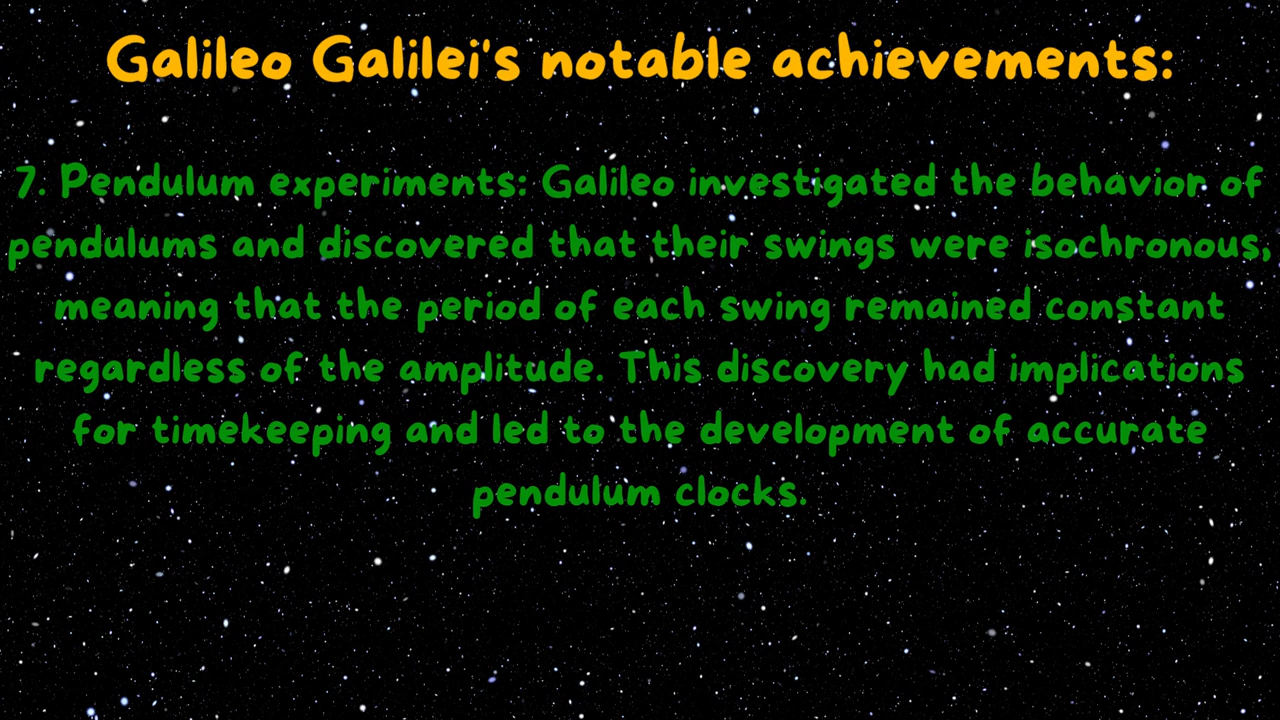 Galileo Galilei's notable achievements:
7. Pendulum experiments: Galileo investigated the behavior of
pendulums and discovered that their swings were isochronous,
meaning that the period of each swing remained constant
regardless of the amplitude. This discovery had implications
for timekeeping and led to the development of accurate
pendulum clocks.